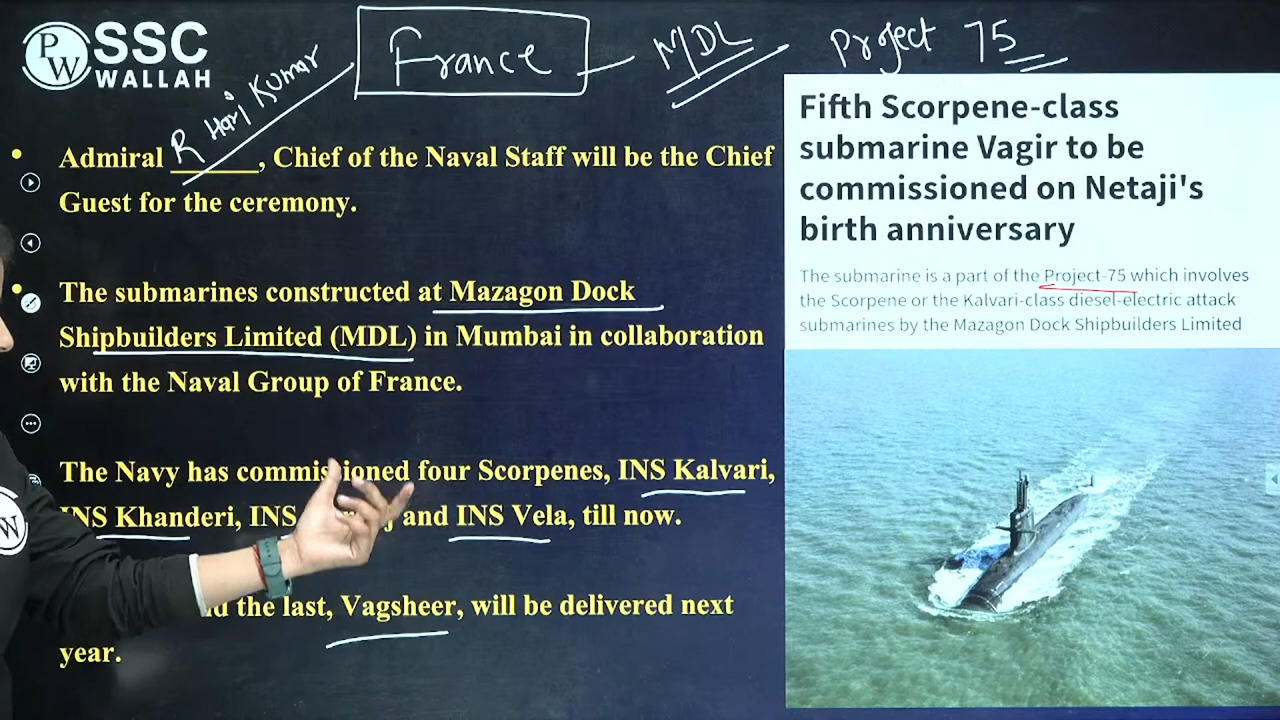 PW SSC
WALLAH
R Hari Kumar
France — MDL Project 75
Admiral ______, Chief of the Naval Staff will be the Chief
Guest for the ceremony.
The submarines constructed at Mazagon Dock
Shipbuilders Limited (MDL) in Mumbai in collaboration
with the Naval Group of France.
The Navy has commissioned four Scorpenes, INS Kalvari,
INS Khanderi, INS and INS Vela, till now.
the last, Vagsheer, will be delivered next
year.
Fifth Scorpene-class
submarine Vagir to be
commissioned on Netaji's
birth anniversary
The submarine is a part of the Project-75 which involves
the Scorpene or the Kalvari-class diesel-electric attack
submarines by the Mazagon Dock Shipbuilders Limited
W